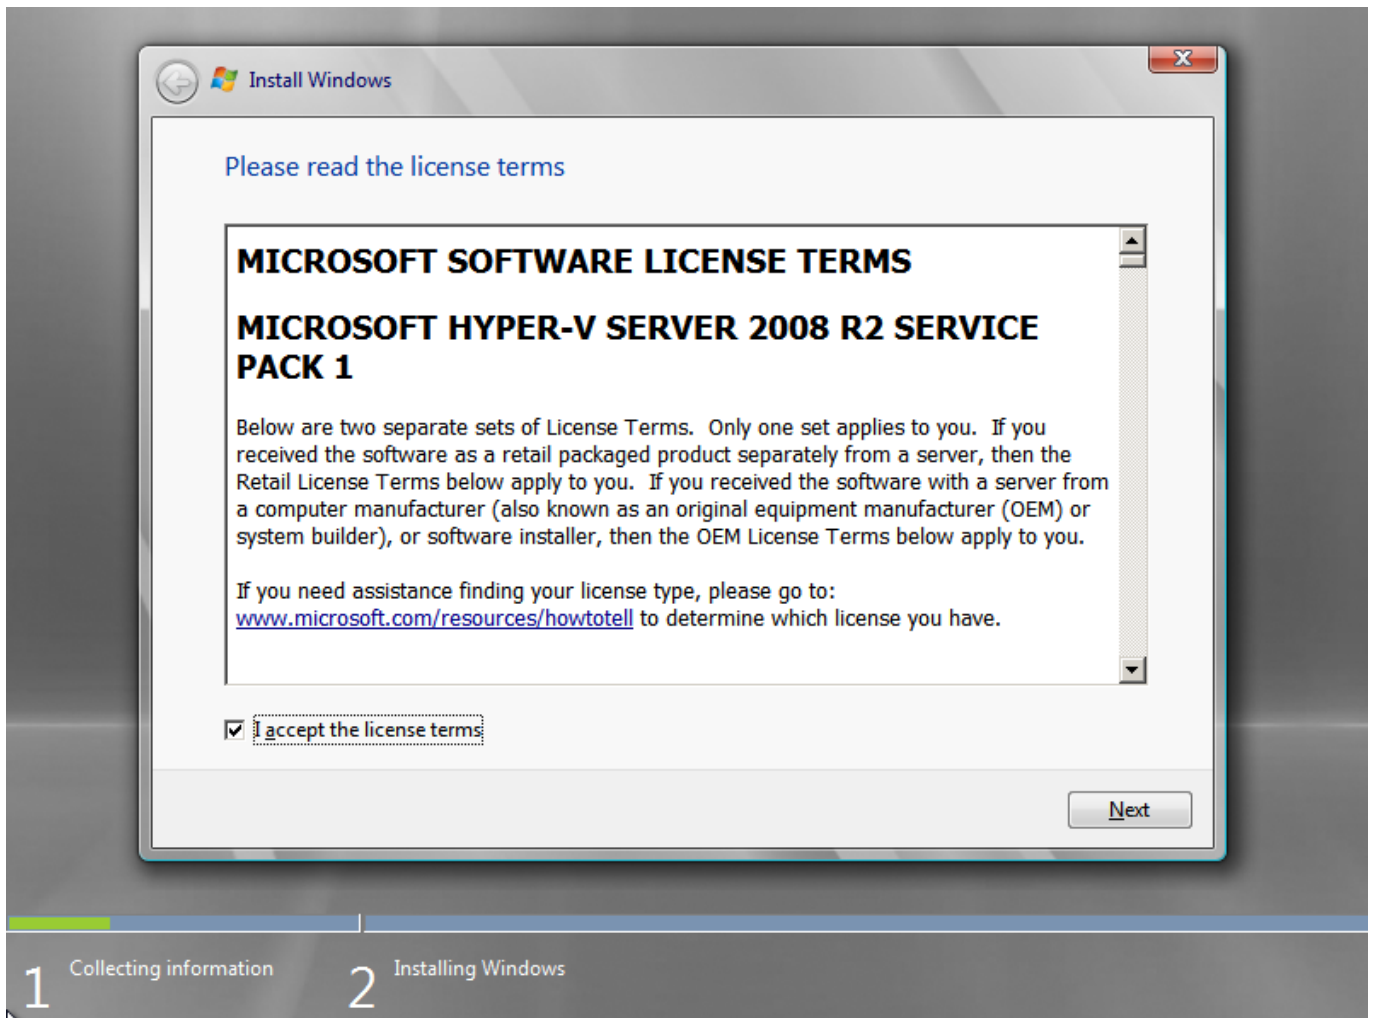 Install Windows
Please read the license terms
MICROSOFT SOFTWARE LICENSE TERMS
MICROSOFT HYPER-V SERVER 2008 R2 SERVICE
PACK 1
Below are two separate sets of License Terms.  Only one set applies to you.  If you
received the software as a retail packaged product separately from a server, then the
Retail License Terms below apply to you.  If you received the software with a server from
a computer manufacturer (also known as an original equipment manufacturer (OEM) or
system builder), or software installer, then the OEM License Terms below apply to you.
If you need assistance finding your license type, please go to:
www.microsoft.com/resources/howtotell to determine which license you have.
I accept the license terms
Next
1 Collecting information
2 Installing Windows